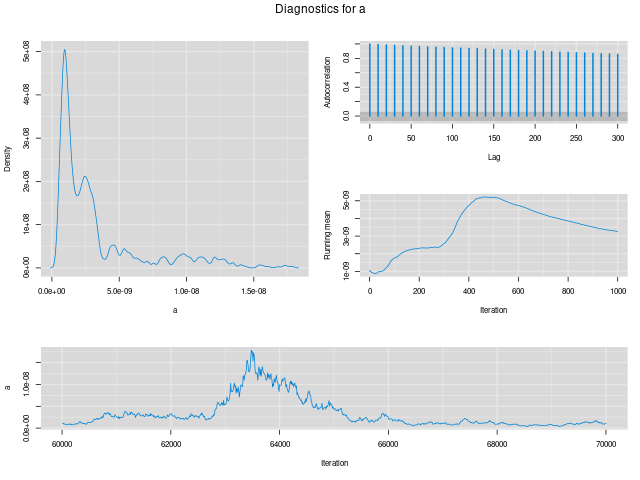 Diagnostics for a
Density
0e+00 1e+08 2e+08 3e+08 4e+08 5e+08
0.0e+00 5.0e-09 1.0e-08 1.5e-08
a
Autocorrelation
0.0 0.4 0.8
0 50 100 150 200 250 300
Lag
Running mean
1e-09 3e-09 5e-09
0 200 400 600 800 1000
Iteration
a
0.0e+00 1.0e-08
60000 62000 64000 66000 68000 70000
Iteration